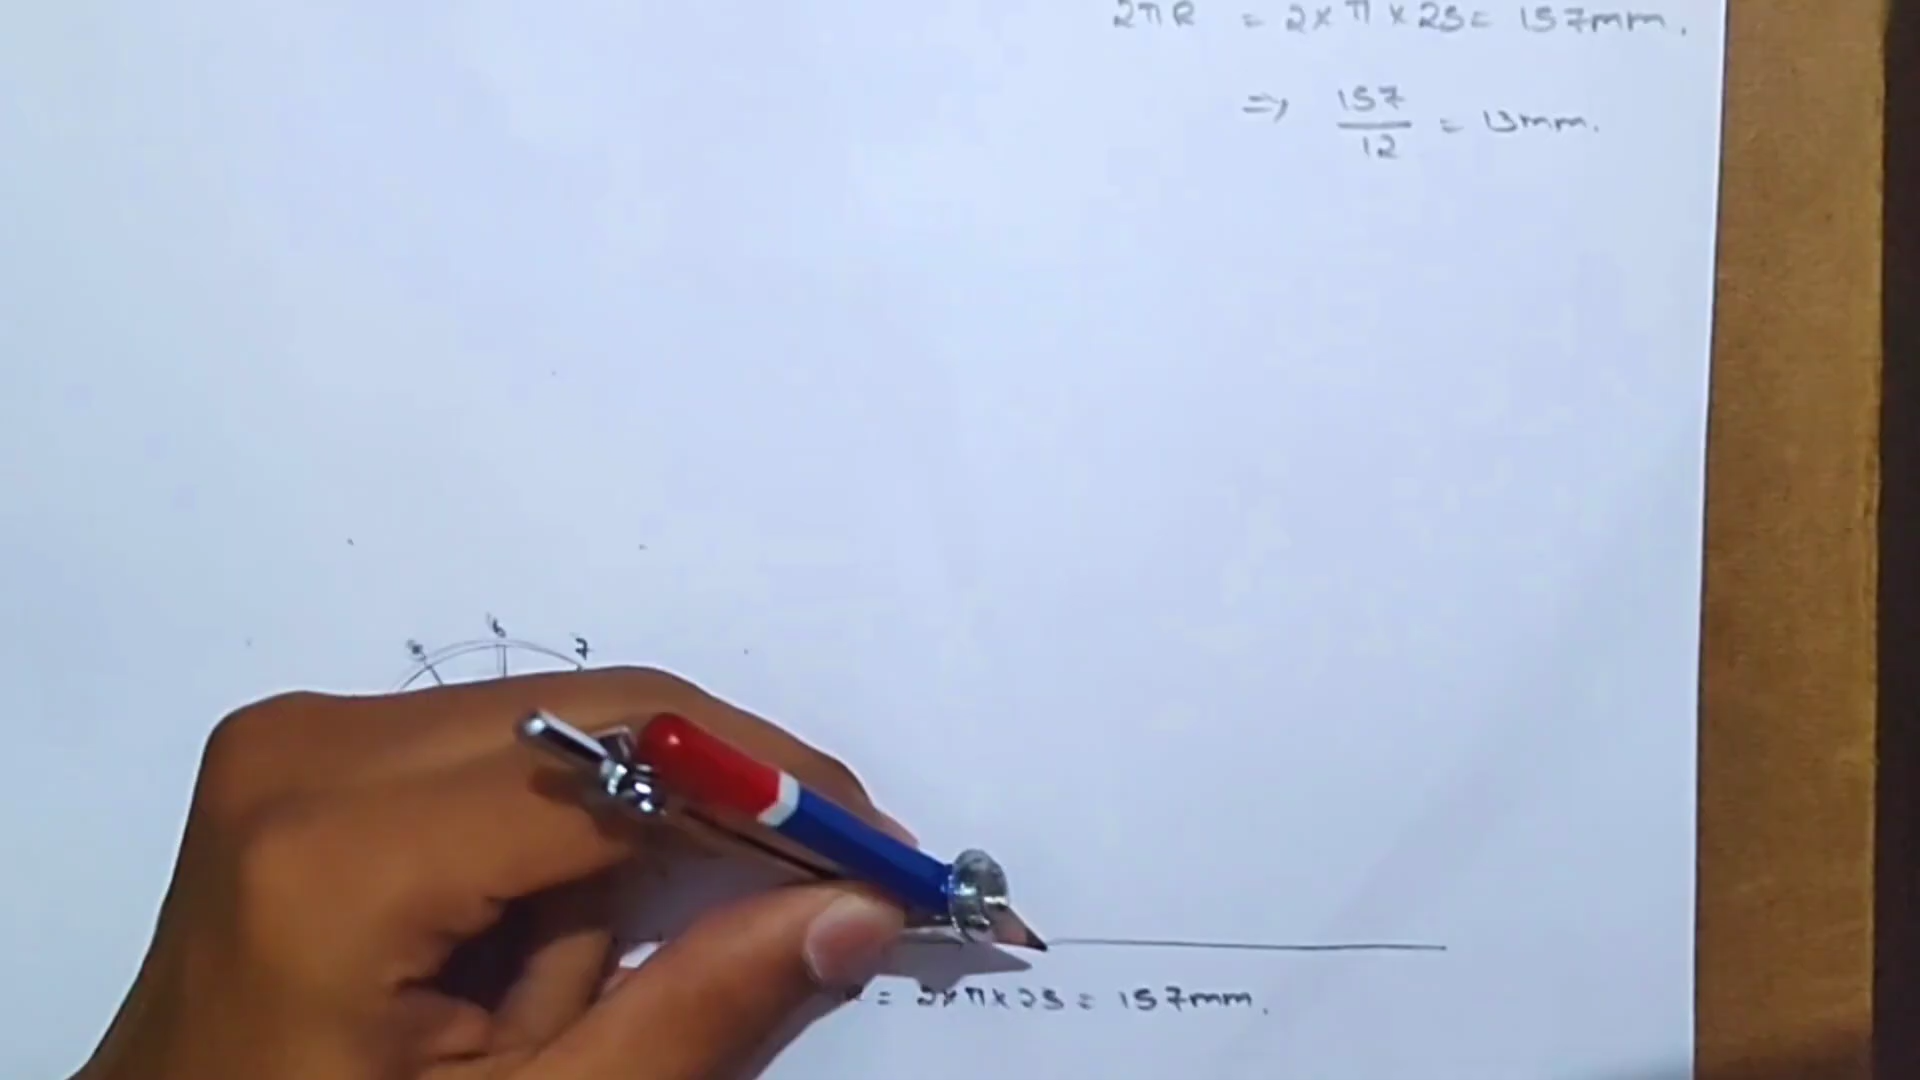 2πR = 2 × π × 25 = 157mm.
⇒ 157/12 = 13mm.
6
7
R = 2×π×25 = 157mm.